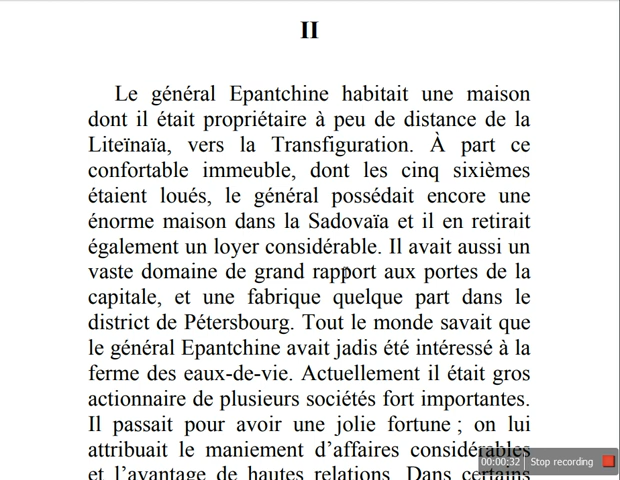 II
Le général Epantchine habitait une maison
dont il était propriétaire à peu de distance de la
Liteïnaïa, vers la Transfiguration. À part ce
confortable immeuble, dont les cinq sixièmes
étaient loués, le général possédait encore une
énorme maison dans la Sadovaïa et il en retirait
également un loyer considérable. Il avait aussi un
vaste domaine de grand rapport aux portes de la
capitale, et une fabrique quelque part dans le
district de Pétersbourg. Tout le monde savait que
le général Epantchine avait jadis été intéressé à la
ferme des eaux-de-vie. Actuellement il était gros
actionnaire de plusieurs sociétés fort importantes.
Il passait pour avoir une jolie fortune ; on lui
attribuait le maniement d’affaires considérables
et l’avantage de hautes relations. Dans certains
00:00:32 Stop recording